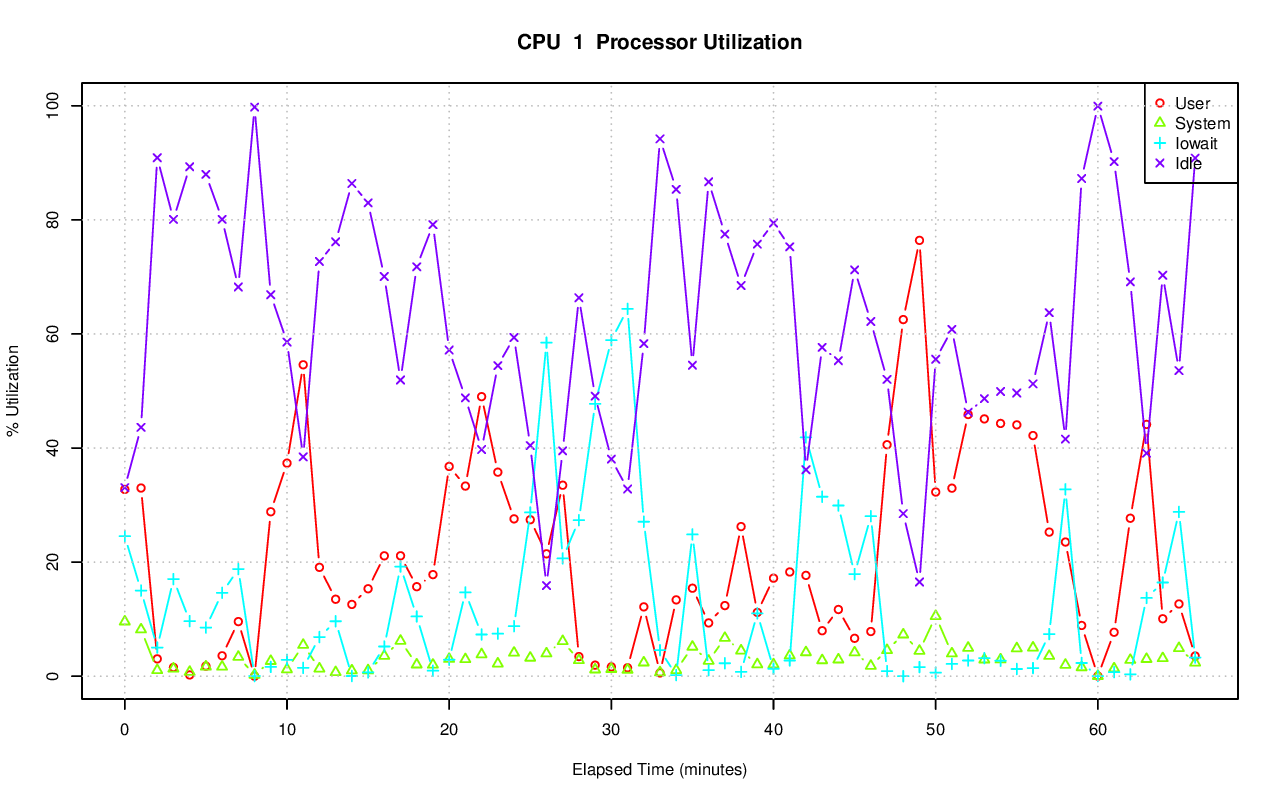 CPU  1  Processor Utilization
% Utilization
100
80
60
40
20
0
User
System
Iowait
Idle
0 10 20 30 40 50 60
Elapsed Time (minutes)